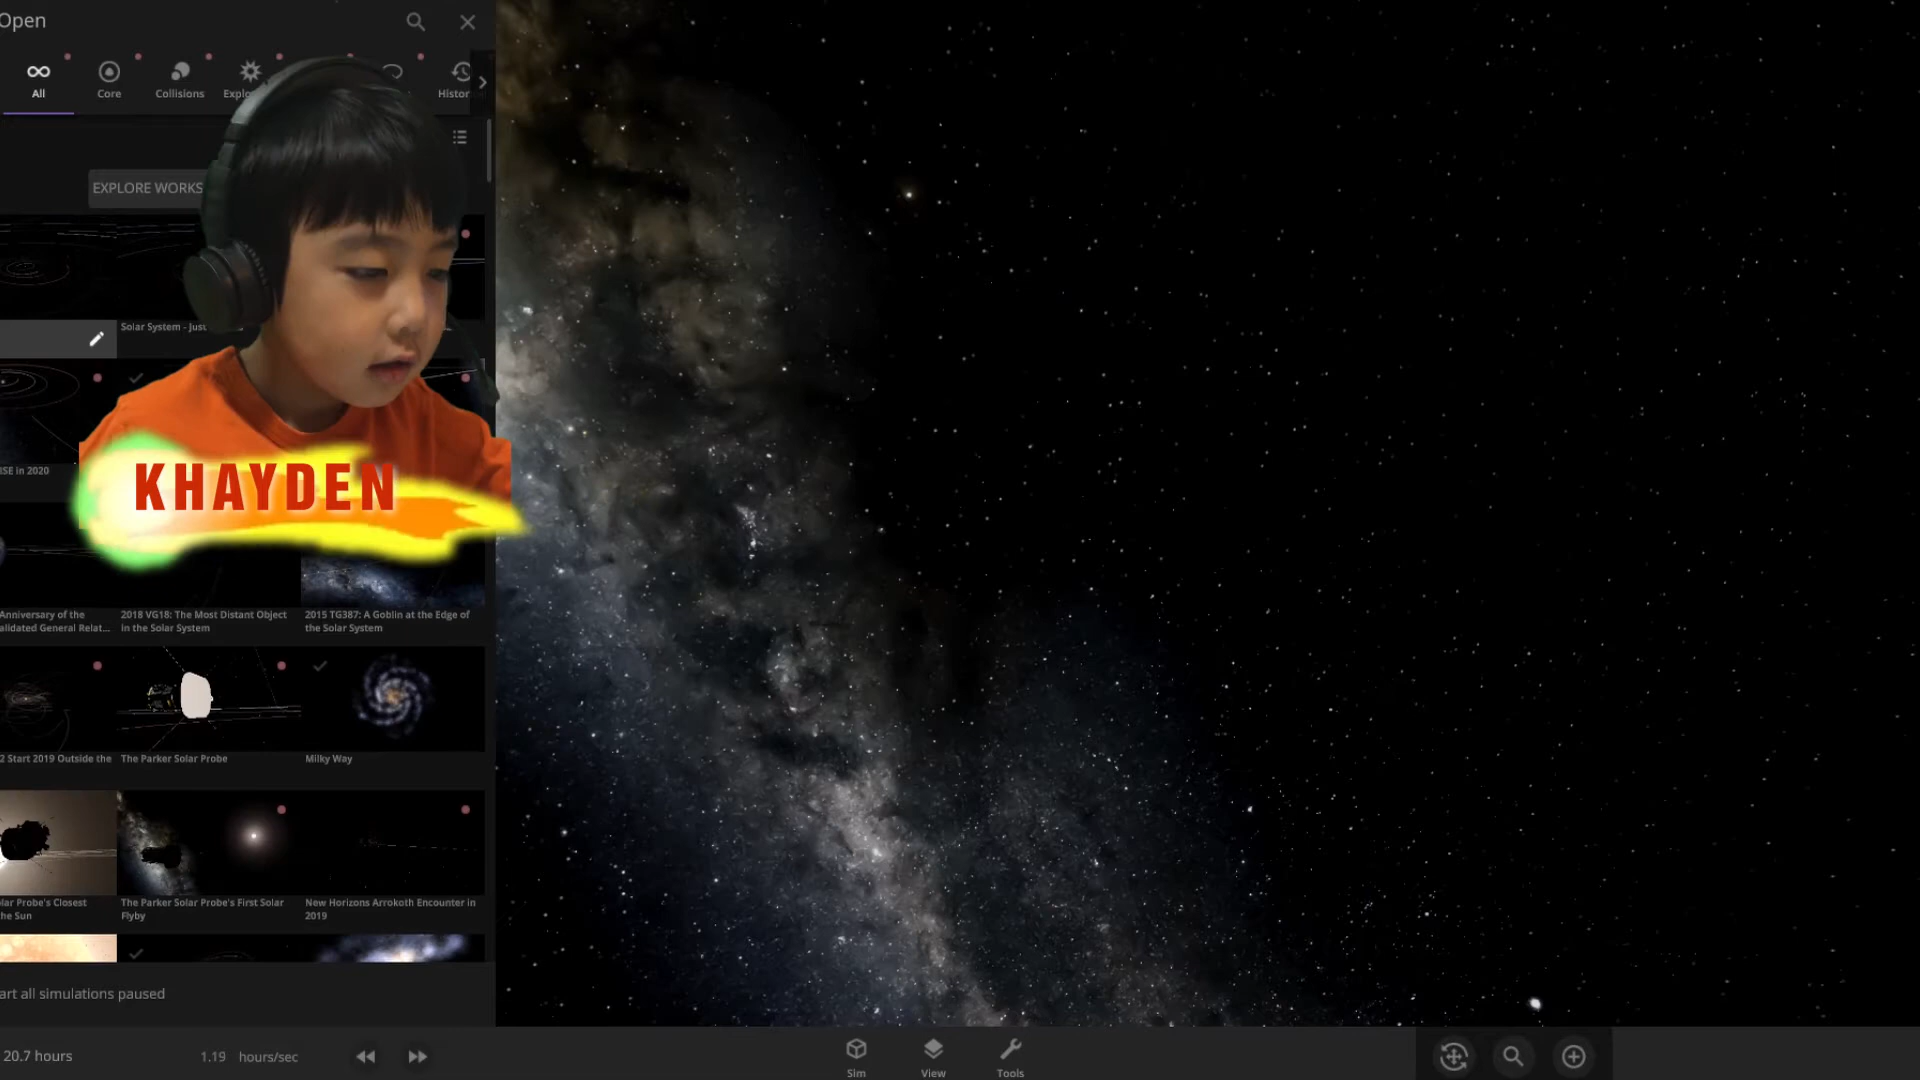 Open
All
Core
Collisions
Explo
Histor
EXPLORE WORKS
Solar System - Just
ISE in 2020
KHAYDEN
Anniversary of the
alidated General Relat...
2018 VG18: The Most Distant Object
in the Solar System
2015 TG387: A Goblin at the Edge of
the Solar System
2 Start 2019 Outside the
The Parker Solar Probe
Milky Way
lar Probe's Closest
he Sun
The Parker Solar Probe's First Solar
Flyby
New Horizons Arrokoth Encounter in
2019
art all simulations paused
20.7 hours
1.19 hours/sec
Sim
View
Tools